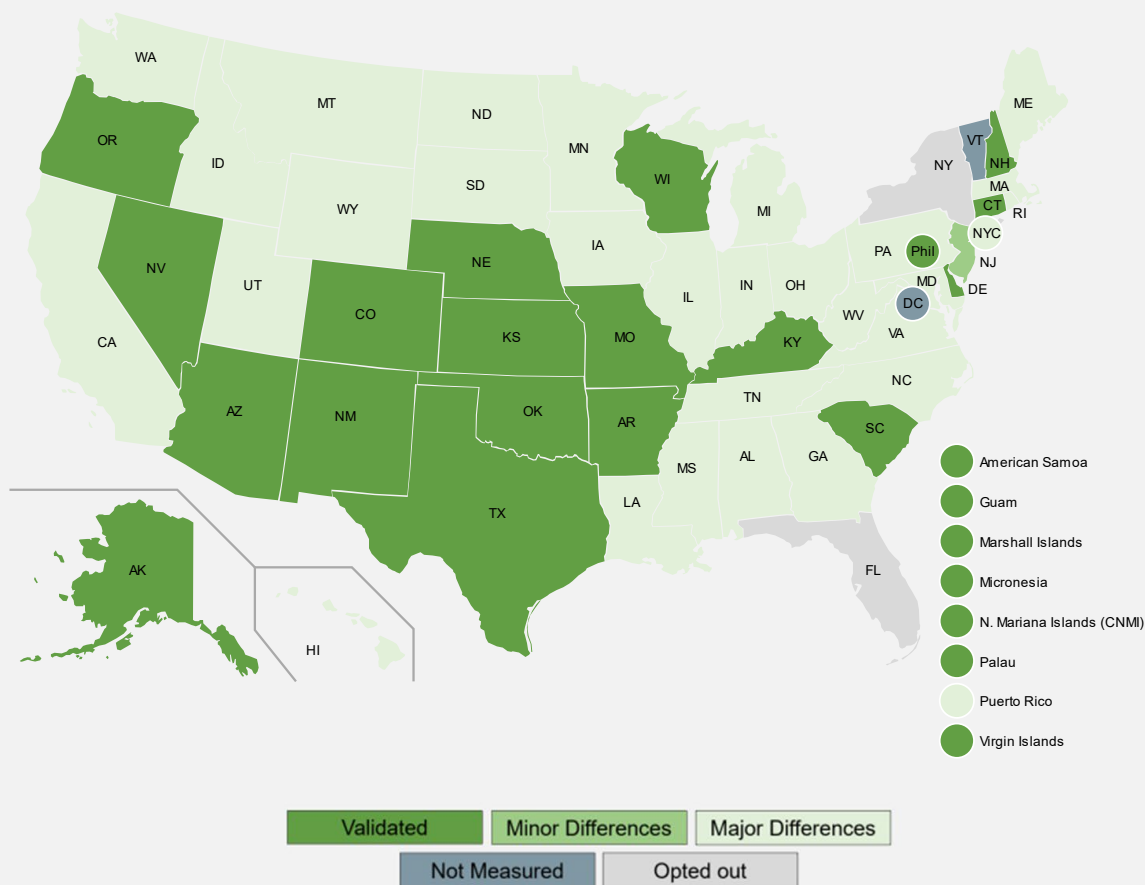 WA
MT
ND
ME
OR
ID
MN
VT
NY
NH
WI
SD
MA
WY
MI
CT
RI
NYC
IA
PA
Phil
NE
NV
NJ
UT
MD
IN
OH
DE
IL
DC
CO
WV
KS
MO
VA
CA
KY
NC
TN
AZ
OK
NM
AR
SC
AL
GA
MS
American Samoa
LA
Guam
TX
Marshall Islands
AK
FL
Micronesia
N. Mariana Islands (CNMI)
HI
Palau
Puerto Rico
Virgin Islands
Validated
Minor Differences
Major Differences
Not Measured
Opted out